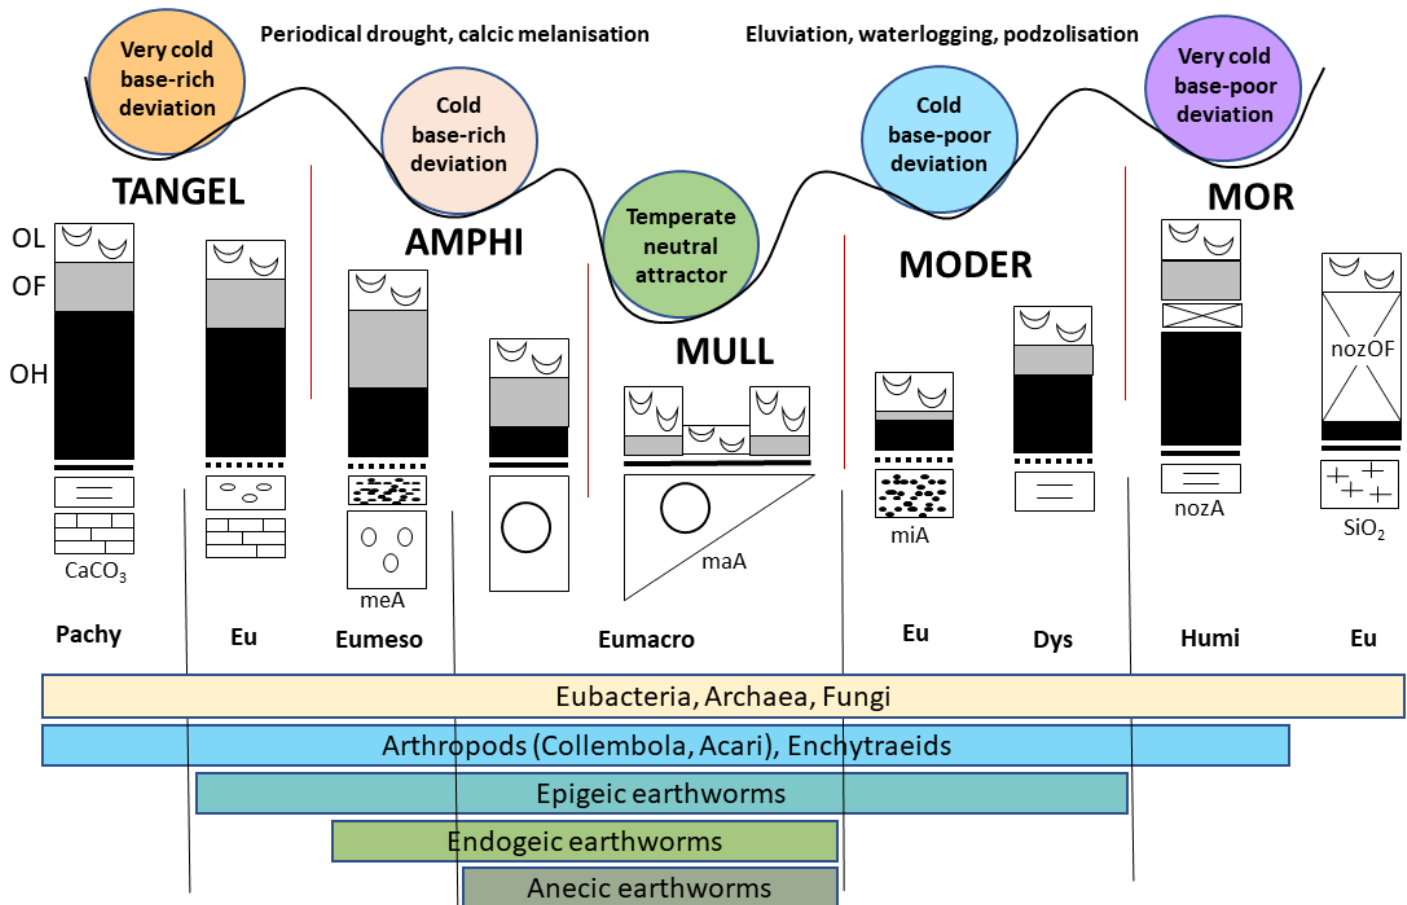 Periodical drought, calcic melanisation
Eluviation, waterlogging, podzolisation
Very cold
base-rich
deviation
Cold
base-rich
deviation
Temperate
neutral
attractor
Cold
base-poor
deviation
Very cold
base-poor
deviation
TANGEL
AMPHI
MULL
MODER
MOR
OL
OF
OH
nozOF
CaCO₃
meA
maA
miA
nozA
SiO₂
Pachy
Eu
Eumeso
Eumacro
Eu
Dys
Humi
Eu
Eubacteria, Archaea, Fungi
Arthropods (Collembola, Acari), Enchytraeids
Epigeic earthworms
Endogeic earthworms
Anecic earthworms